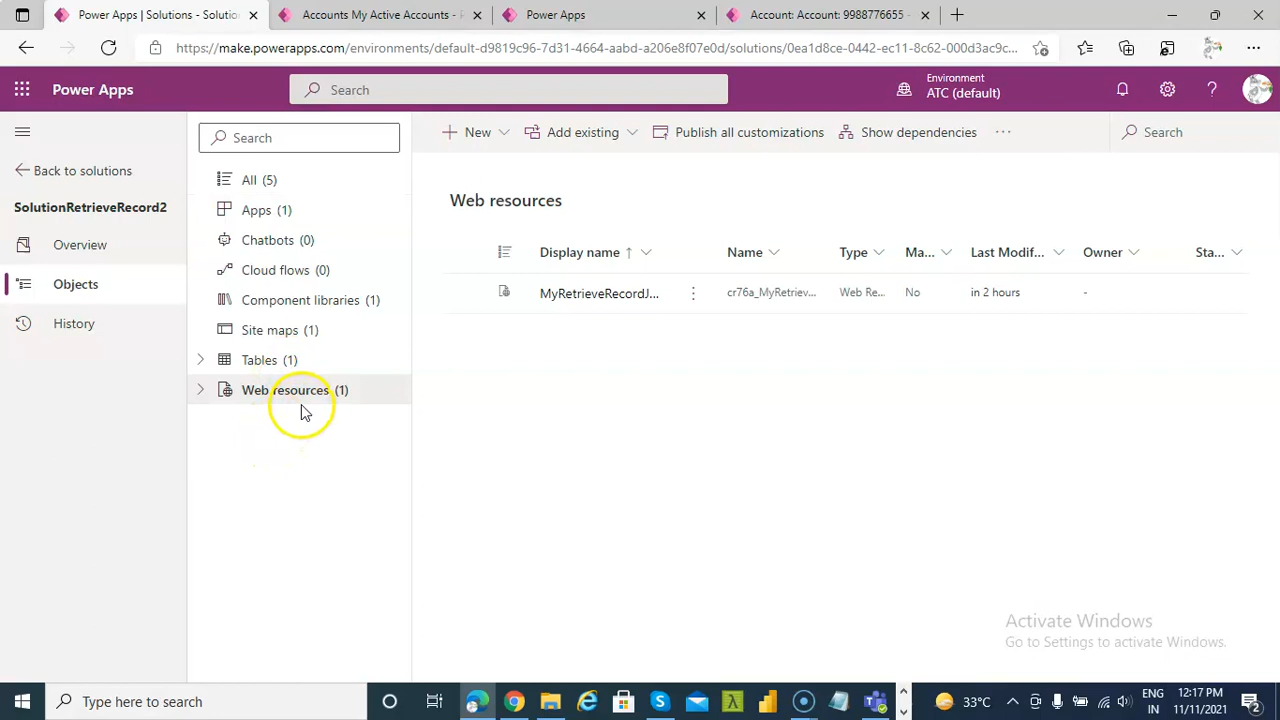 Power Apps | Solutions - Solutio
Accounts My Active Accounts - P
Power Apps
Account: Account: 9988776655 -
https://make.powerapps.com/environments/default-d9819c96-7d31-4664-aabd-a206e8f07e0d/solutions/0ea1d8ce-0442-ec11-8c62-000d3ac9c...
Power Apps
Search
Environment
ATC (default)
Search
New
Add existing
Publish all customizations
Show dependencies
Search
Back to solutions
SolutionRetrieveRecord2
Overview
Objects
History
All (5)
Apps (1)
Chatbots (0)
Cloud flows (0)
Component libraries (1)
Site maps (1)
Tables (1)
Web resources (1)
Web resources
Display name ↑
Name
Type
Ma...
Last Modif...
Owner
Sta...
MyRetrieveRecordJ...
cr76a_MyRetriev...
Web Re...
No
in 2 hours
-
Activate Windows
Go to Settings to activate Windows.
Type here to search
33°C
ENG
IN
12:17 PM
11/11/2021
2